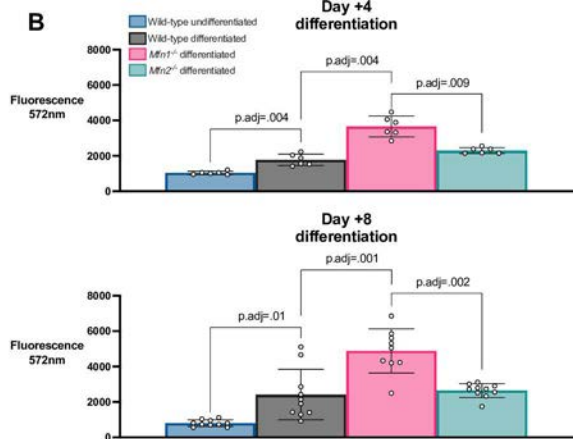 B
Wild-type undifferentiated
Wild-type differentiated
Mfn1⁻/⁻ differentiated
Mfn2⁻/⁻ differentiated
Day +4
differentiation
8000
6000
4000
2000
0
Fluorescence
572nm
p.adj=.004
p.adj=.004
p.adj=.009
Day +8
differentiation
8000
6000
4000
2000
0
Fluorescence
572nm
p.adj=.01
p.adj=.001
p.adj=.002